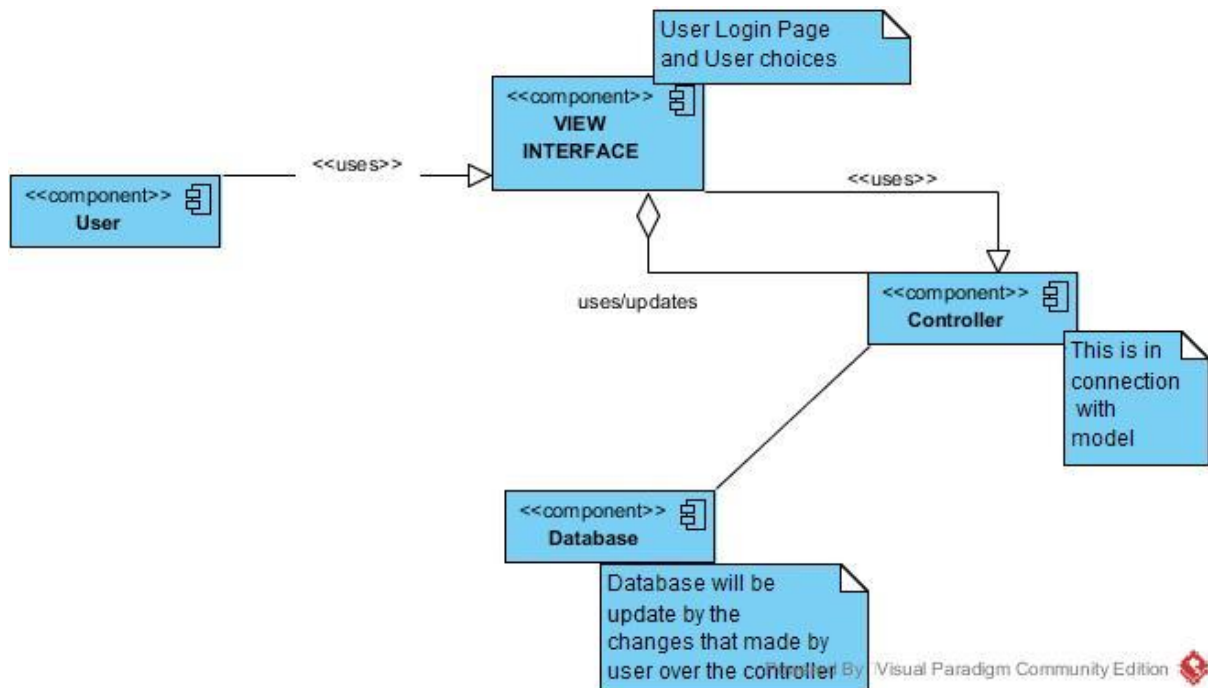 User Login Page
and User choices
<<component>>
VIEW
INTERFACE
<<uses>>
<<uses>>
<<component>>
User
uses/updates
<<component>>
Controller
This is in
connection
with
model
<<component>>
Database
Database will be
update by the
changes that made by
user over the controller
Powered By Visual Paradigm Community Edition